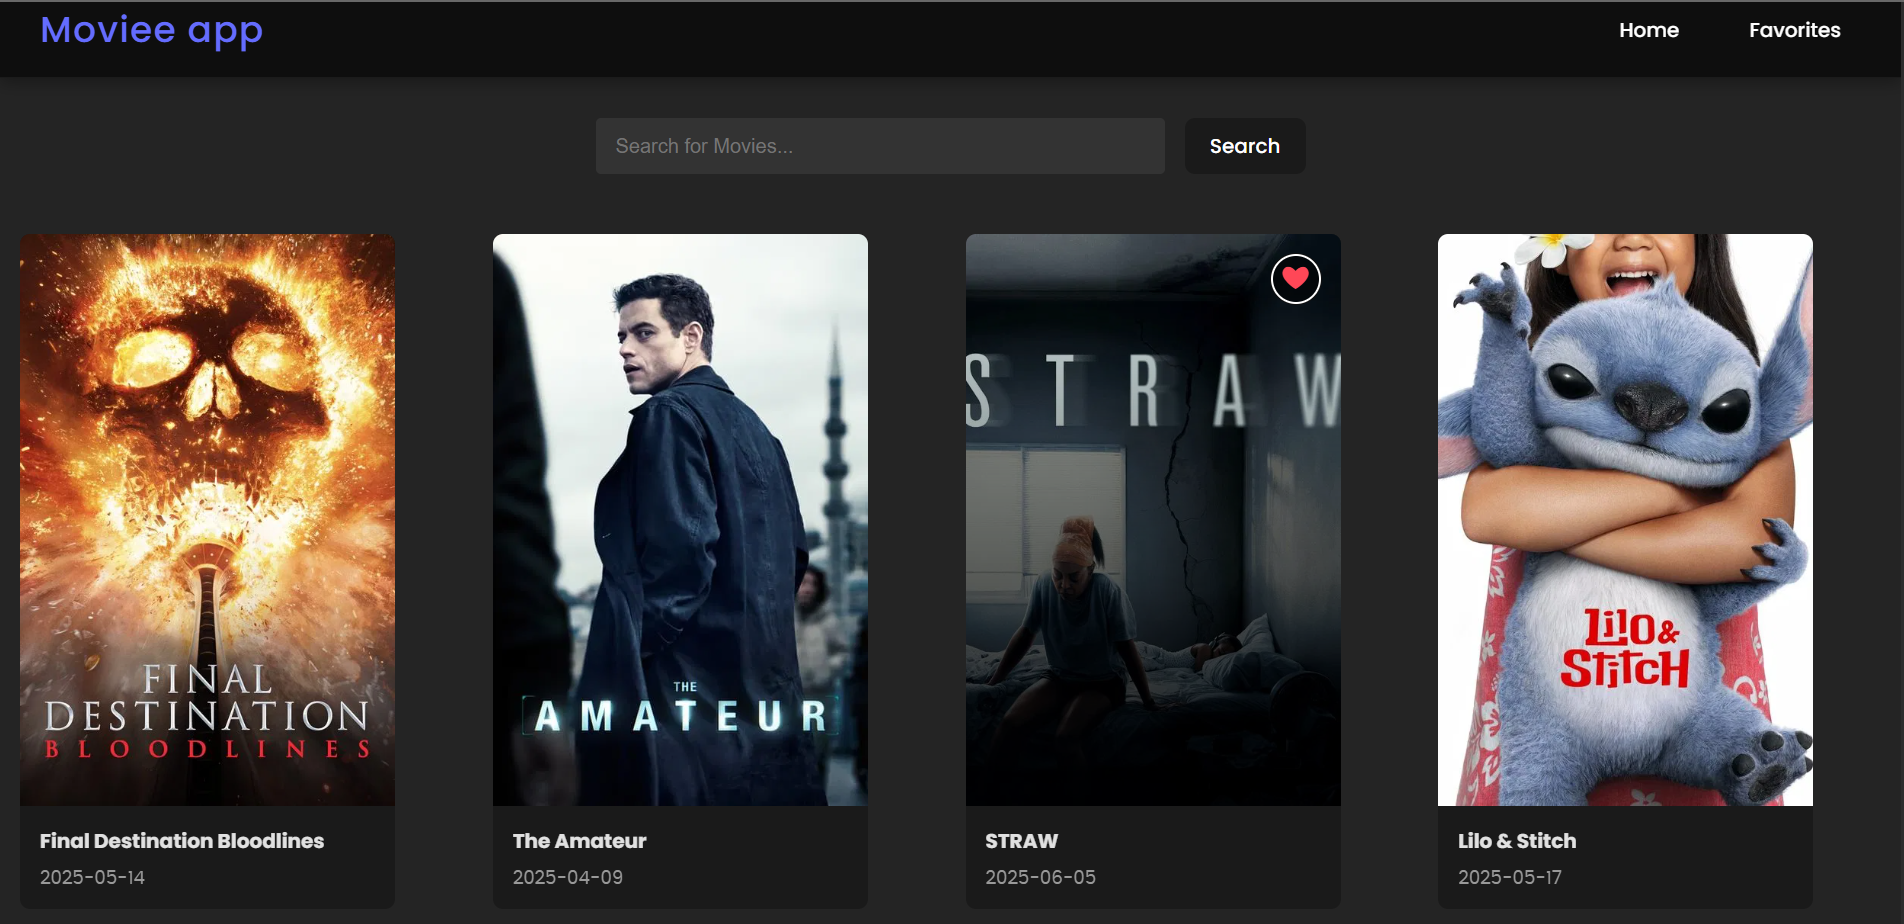 Moviee app
Home
Favorites
Search for Movies...
Search
FINAL
DESTINATION
BLOODLINES
THE
AMATEUR
STRAW
Lilo &
Stitch
Final Destination Bloodlines
2025-05-14
The Amateur
2025-04-09
STRAW
2025-06-05
Lilo & Stitch
2025-05-17